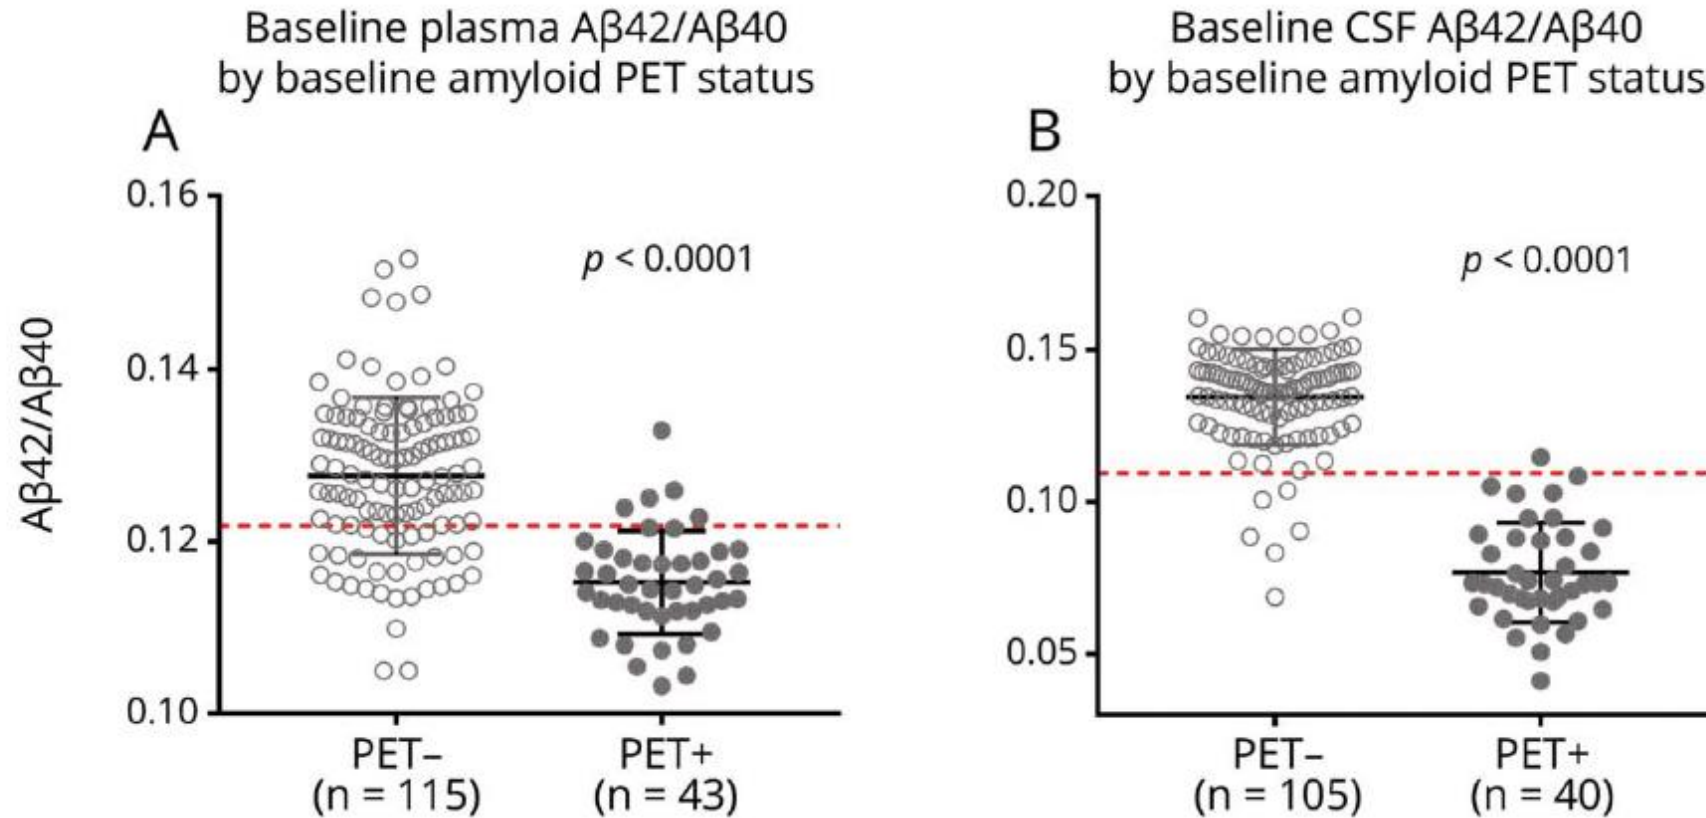 Baseline plasma Aβ42/Aβ40
by baseline amyloid PET status
A
Aβ42/Aβ40
0.16
0.14
0.12
0.10
p < 0.0001
PET–
(n = 115)
PET+
(n = 43)
Baseline CSF Aβ42/Aβ40
by baseline amyloid PET status
B
0.20
0.15
0.10
0.05
p < 0.0001
PET–
(n = 105)
PET+
(n = 40)